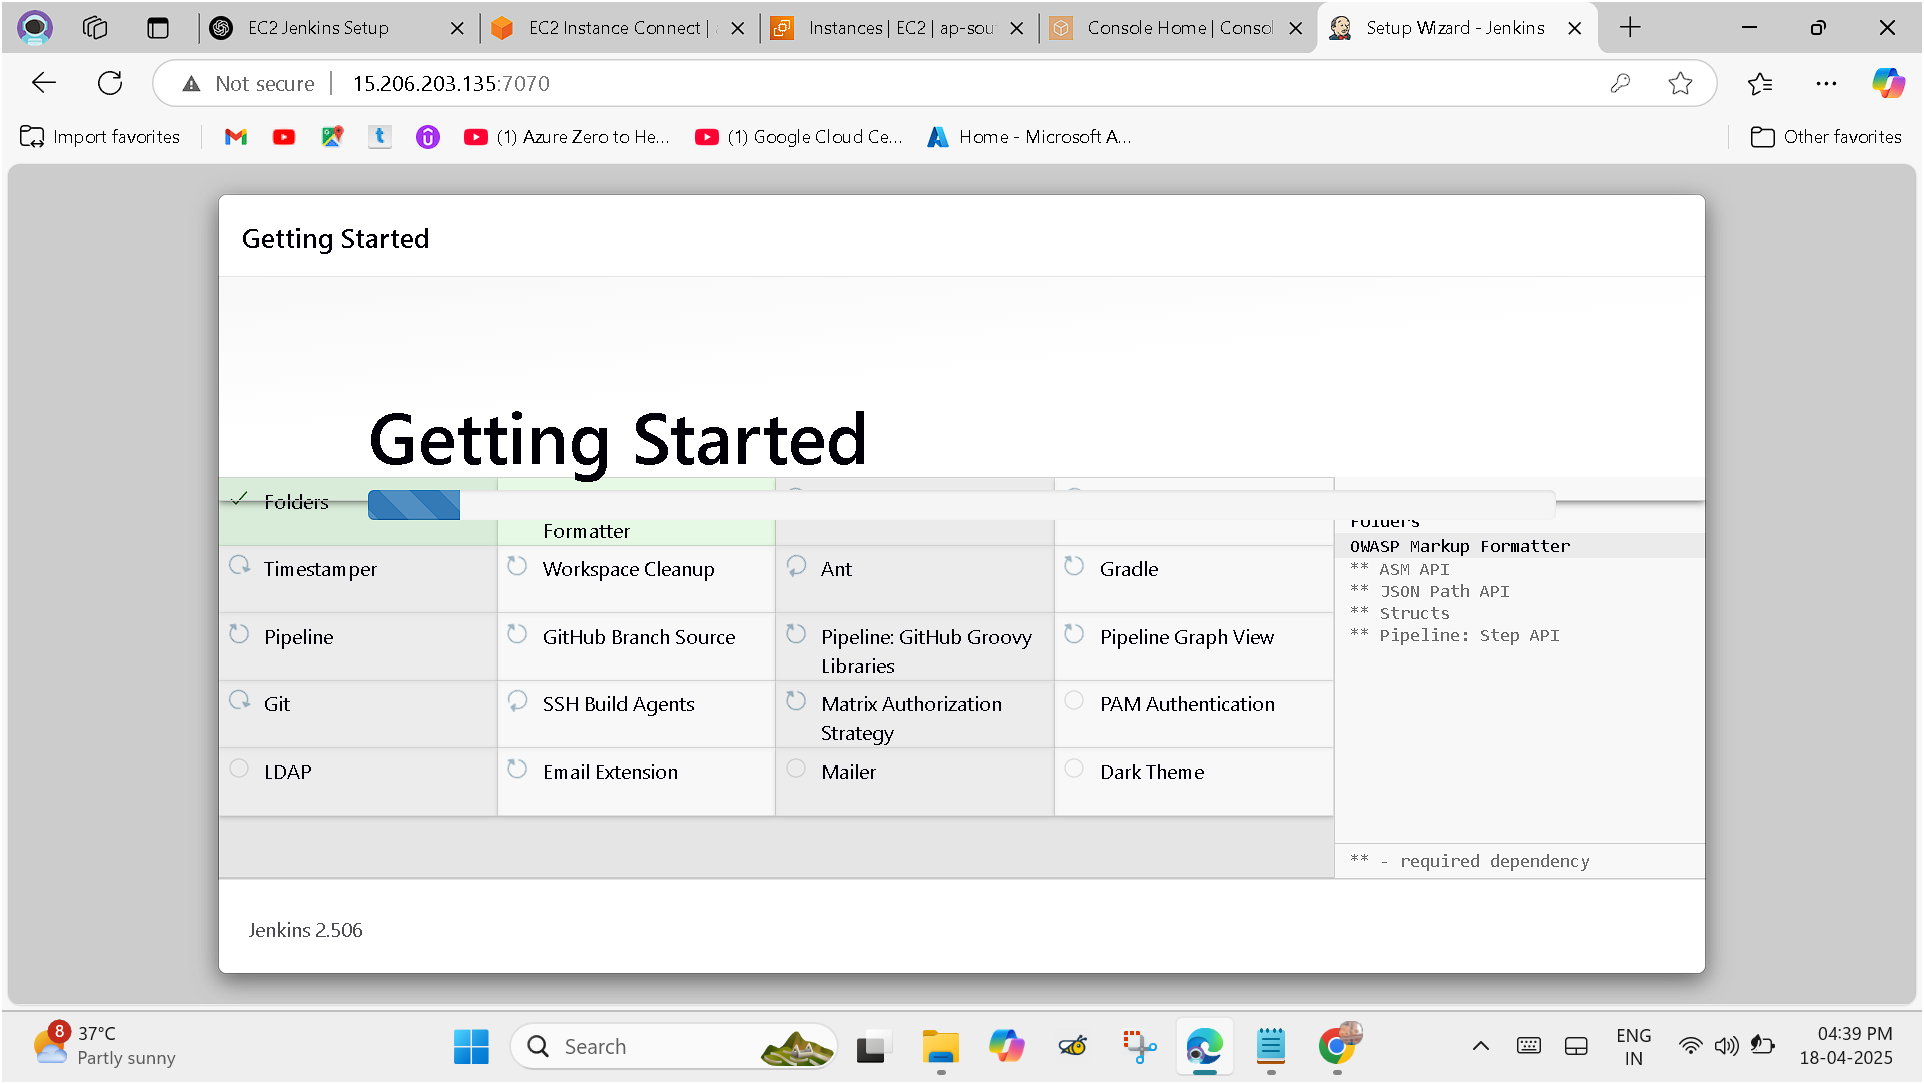 EC2 Jenkins Setup
EC2 Instance Connect |
Instances | EC2 | ap-sou
Console Home | Consol
Setup Wizard - Jenkins
Not secure
15.206.203.135:7070
Import favorites
(1) Azure Zero to He...
(1) Google Cloud Ce...
Home - Microsoft A...
Other favorites
Getting Started
Getting Started
Folders
Formatter
Timestamper
Workspace Cleanup
Ant
Gradle
Pipeline
GitHub Branch Source
Pipeline: GitHub Groovy
Libraries
Pipeline Graph View
Git
SSH Build Agents
Matrix Authorization
Strategy
PAM Authentication
LDAP
Email Extension
Mailer
Dark Theme
Folders
OWASP Markup Formatter
** ASM API
** JSON Path API
** Structs
** Pipeline: Step API
** - required dependency
Jenkins 2.506
8
37°C
Partly sunny
Search
ENG
IN
04:39 PM
18-04-2025